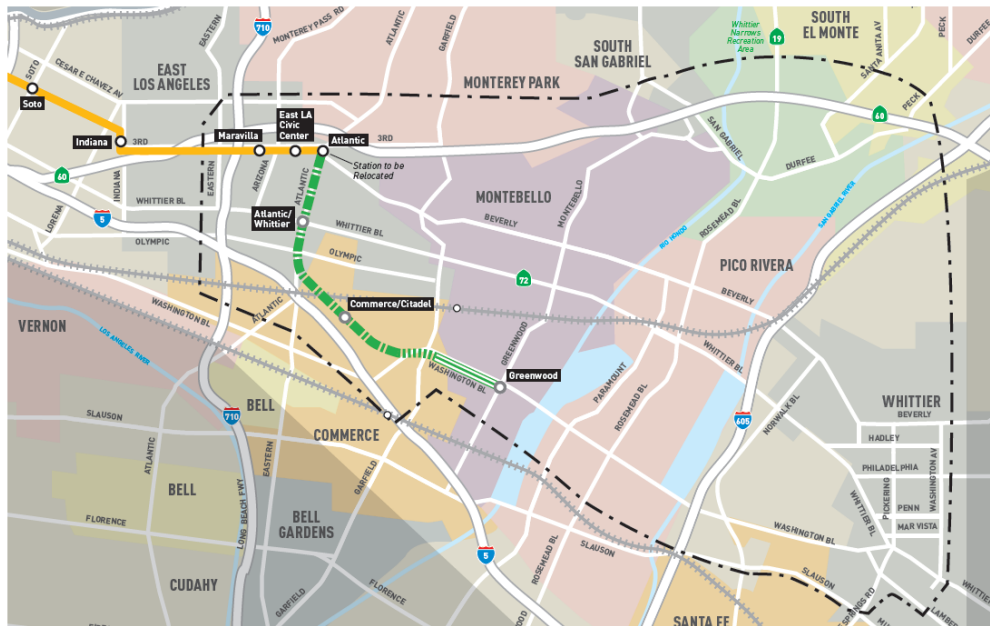 EASTERN
710
MONTEREY PASS RD
ATLANTIC
GARFIELD
SOUTH
SAN GABRIEL
Whittier
Narrows
Recreation
Area
19
SOUTH
EL MONTE
SANTA ANITA AV
PECK
DURFEE
SOTO
CESAR E CHAVEZ AV
EAST
LOS ANGELES
MONTEREY PARK
PECK
Soto
Indiana
3RD
Maravilla
East LA
Civic
Center
Atlantic
3RD
SAN GABRIEL
60
Station to be
Relocated
DURFEE
60
INDIANA
EASTERN
ARIZONA
ATLANTIC
LORENA
5
WHITTIER BL
Atlantic/
Whittier
WHITTIER BL
MONTEBELLO
BEVERLY
MONTEBELLO
ROSEMEAD BL
SAN GABRIEL RIVER
RIO HONDO
OLYMPIC
OLYMPIC
72
PICO RIVERA
BEVERLY
WASHINGTON BL
ATLANTIC
Commerce/Citadel
VERNON
LOS ANGELES RIVER
GREENWOOD
WHITTIER BL
WASHINGTON BL
Greenwood
PARAMOUNT
ROSEMEAD BL
NORWALK BL
WHITTIER
BEVERLY
SLAUSON
710
BELL
COMMERCE
605
HADLEY
ATLANTIC
EASTERN
GARFIELD
PHILADELPHIA
PICKERING
WASHINGTON AV
BELL
LONG BEACH FWY
WHITTIER BL
PENN
MAR VISTA
FLORENCE
BELL
GARDENS
WASHINGTON BL
5
ROSEMEAD BL
SLAUSON
SLAUSON
CUDAHY
GARFIELD
FLORENCE
SPRINGS RD
WHITTIER
SANTA FE